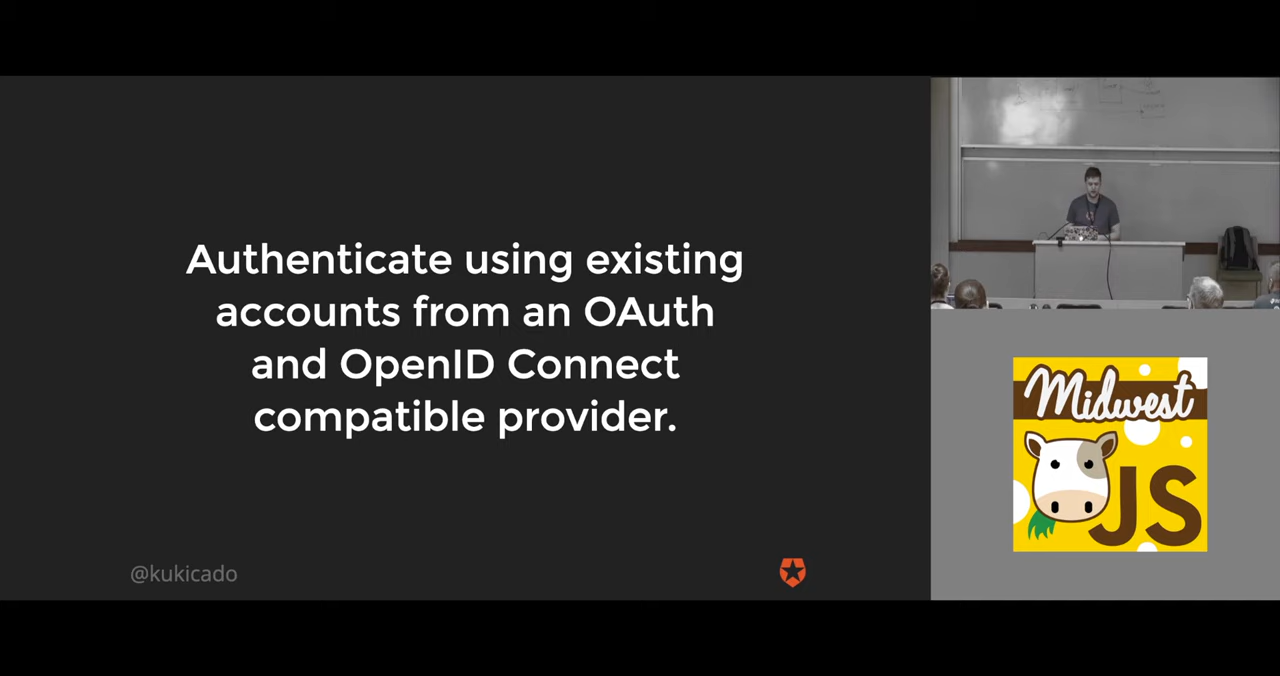 Authenticate using existing
accounts from an OAuth
and OpenID Connect
compatible provider.
@kukicado
Midwest
JS